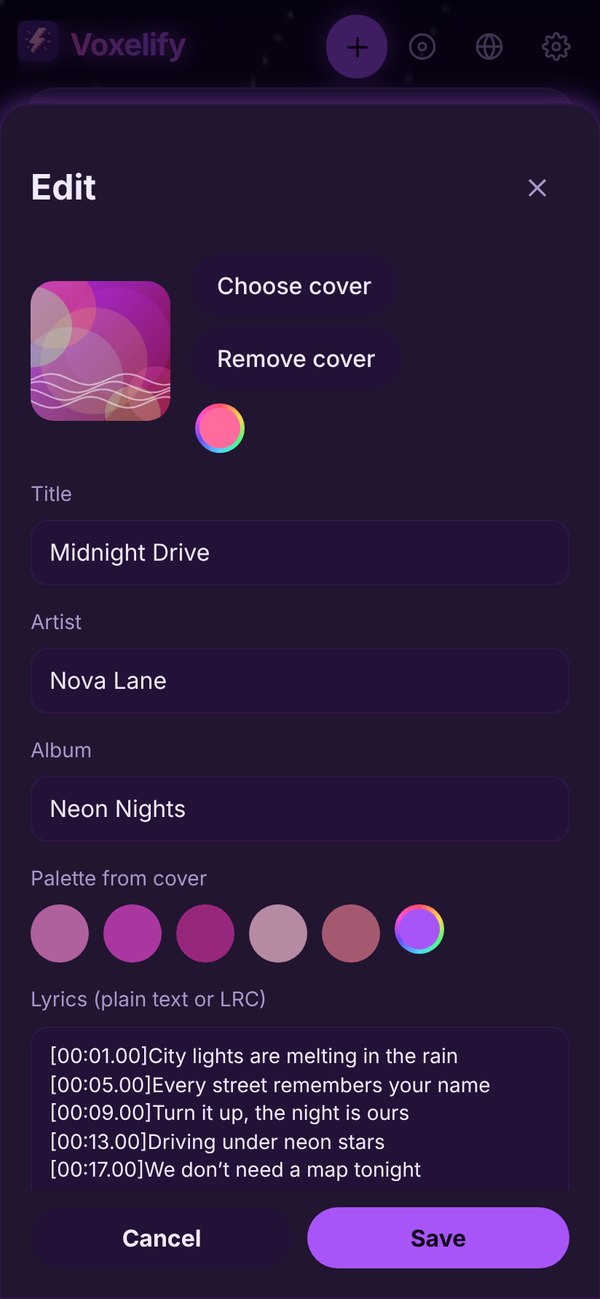 Voxelify
Edit
Choose cover
Remove cover
Title
Midnight Drive
Artist
Nova Lane
Album
Neon Nights
Palette from cover
Lyrics (plain text or LRC)
[00:01.00]City lights are melting in the rain
[00:05.00]Every street remembers your name
[00:09.00]Turn it up, the night is ours
[00:13.00]Driving under neon stars
[00:17.00]We don’t need a map tonight
Cancel
Save